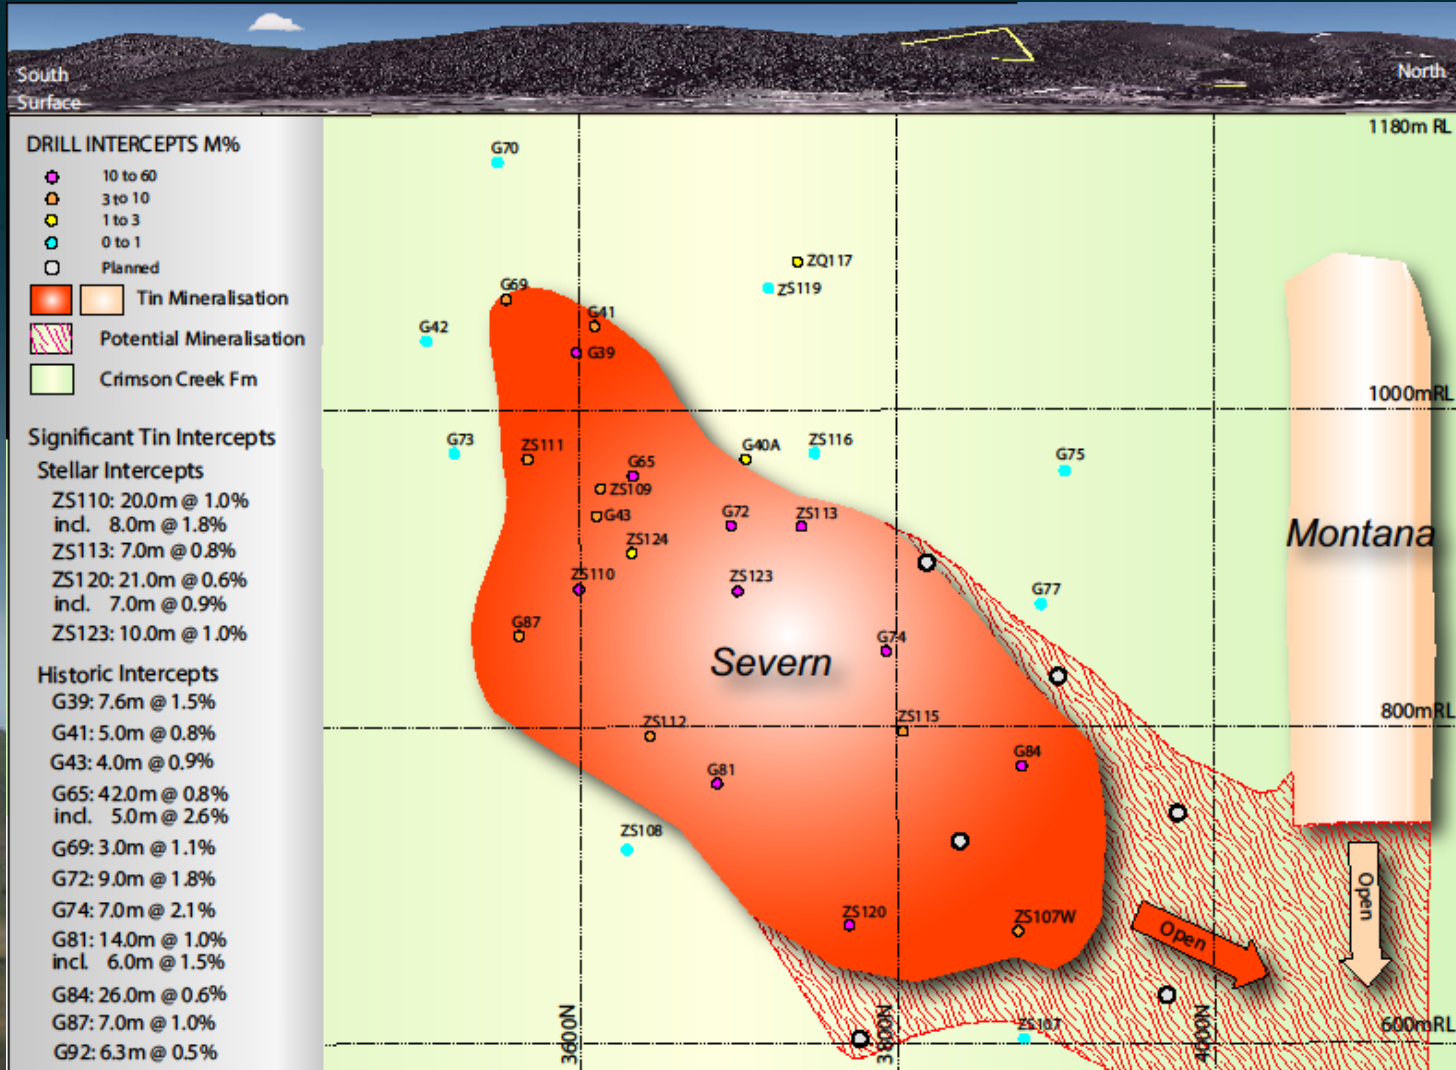 South
North
Surface
1180m RL
DRILL INTERCEPTS M%
10 to 60
3 to 10
1 to 3
0 to 1
Planned
Tin Mineralisation
Potential Mineralisation
Crimson Creek Fm
Significant Tin Intercepts
Stellar Intercepts
ZS110: 20.0m @ 1.0%
incl. 8.0m @ 1.8%
ZS113: 7.0m @ 0.8%
ZS120: 21.0m @ 0.6%
incl. 7.0m @ 0.9%
ZS123: 10.0m @ 1.0%
Historic Intercepts
G39: 7.6m @ 1.5%
G41: 5.0m @ 0.8%
G43: 4.0m @ 0.9%
G65: 42.0m @ 0.8%
incl. 5.0m @ 2.6%
G69: 3.0m @ 1.1%
G72: 9.0m @ 1.8%
G74: 7.0m @ 2.1%
G81: 14.0m @ 1.0%
incl. 6.0m @ 1.5%
G84: 26.0m @ 0.6%
G87: 7.0m @ 1.0%
G92: 6.3m @ 0.5%
G70
ZQ117
ZS119
G69
G41
G42
G39
1000mRL
G73
ZS111
G40A
ZS116
G75
G65
ZS109
G43
G72
ZS113
Montana
ZS124
ZS110
ZS123
G77
G87
G74
Severn
800mRL
ZS112
ZS115
G81
G84
ZS108
Open
ZS120
ZS107W
Open
ZS107
600mRL
3600N
3800N
4000N